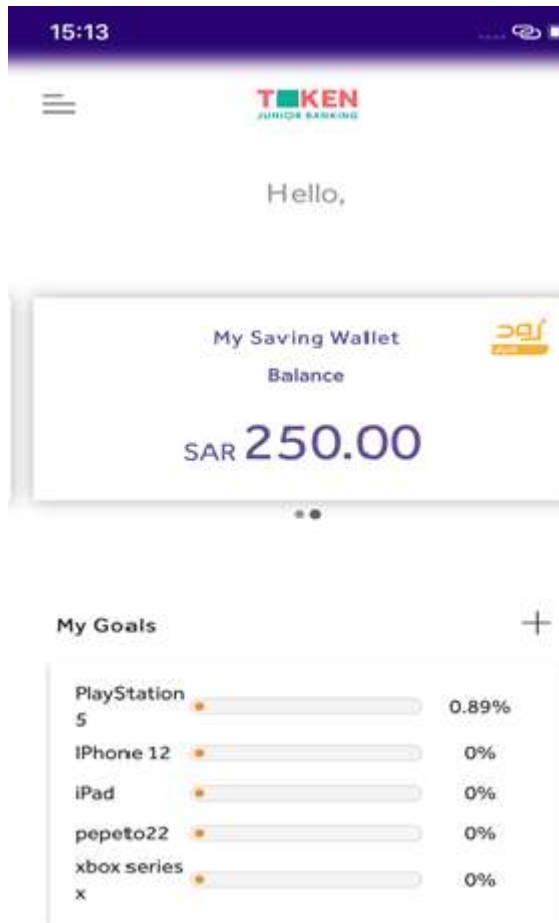 15:13
TOKEN
JUNIOR BANKING
Hello,
زود
My Saving Wallet
Balance
SAR 250.00
My Goals
PlayStation
5
0.89%
IPhone 12 0%
iPad 0%
pepeto22 0%
xbox series
x
0%